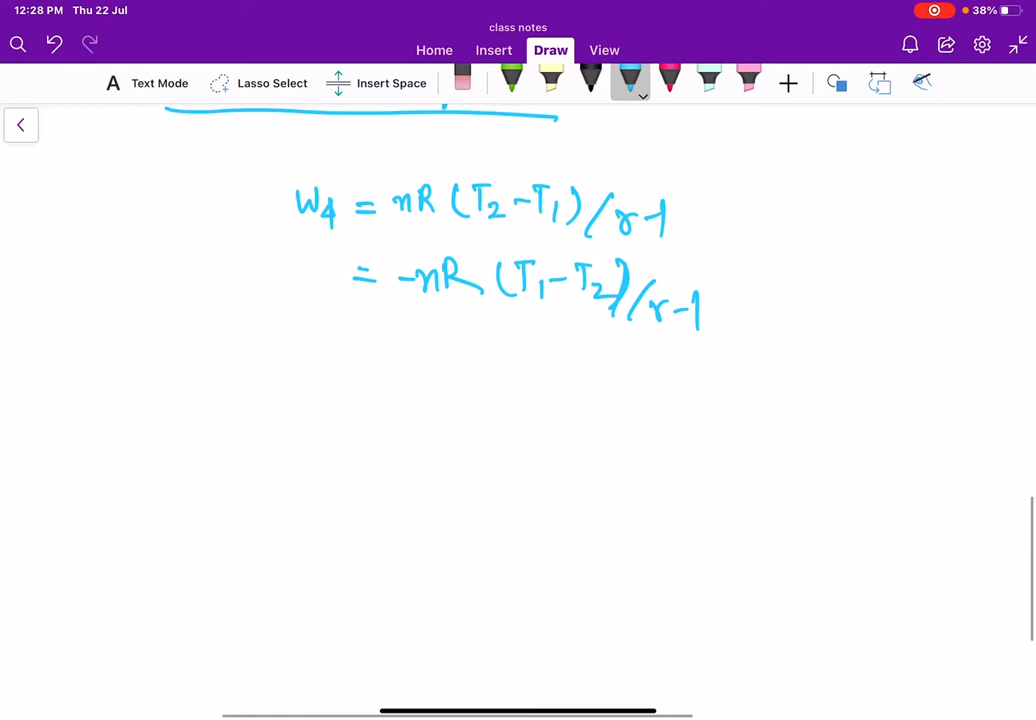 12:28 PM Thu 22 Jul
38%
class notes
Home Insert Draw View
Text Mode Lasso Select Insert Space
W₄ = nR (T₂ - T₁) / γ-1
= -nR (T₁ - T₂) / γ-1